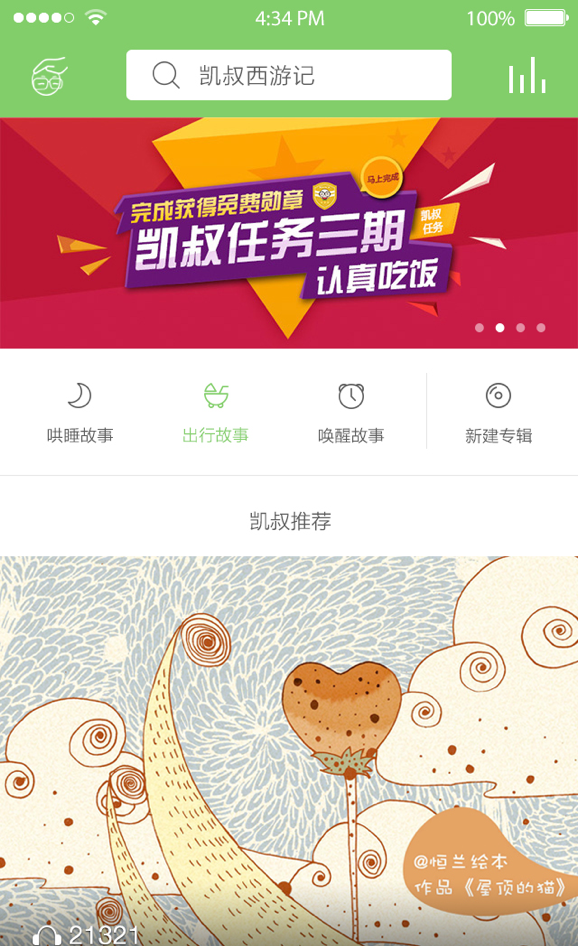 4:34 PM
100%
凯叔西游记
马上完成
完成获得免费勋章
凯叔任务三期
凯叔
任务
认真吃饭
哄睡故事
出行故事
唤醒故事
新建专辑
凯叔推荐
@恒兰绘本
作品《屋顶的猫》
21321